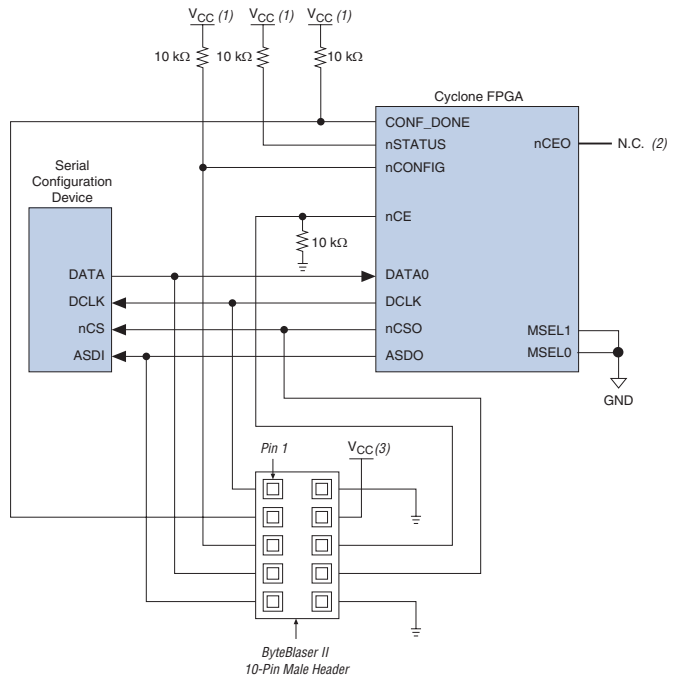 VCC (1) VCC (1) VCC (1)
10 kΩ 10 kΩ 10 kΩ
Cyclone FPGA
CONF_DONE
nSTATUS
nCONFIG
nCE
DATA0
DCLK
nCSO
ASDO
nCEO
N.C. (2)
MSEL1
MSEL0
GND
10 kΩ
Serial
Configuration
Device
DATA
DCLK
nCS
ASDI
Pin 1
VCC (3)
ByteBlaser II
10-Pin Male Header